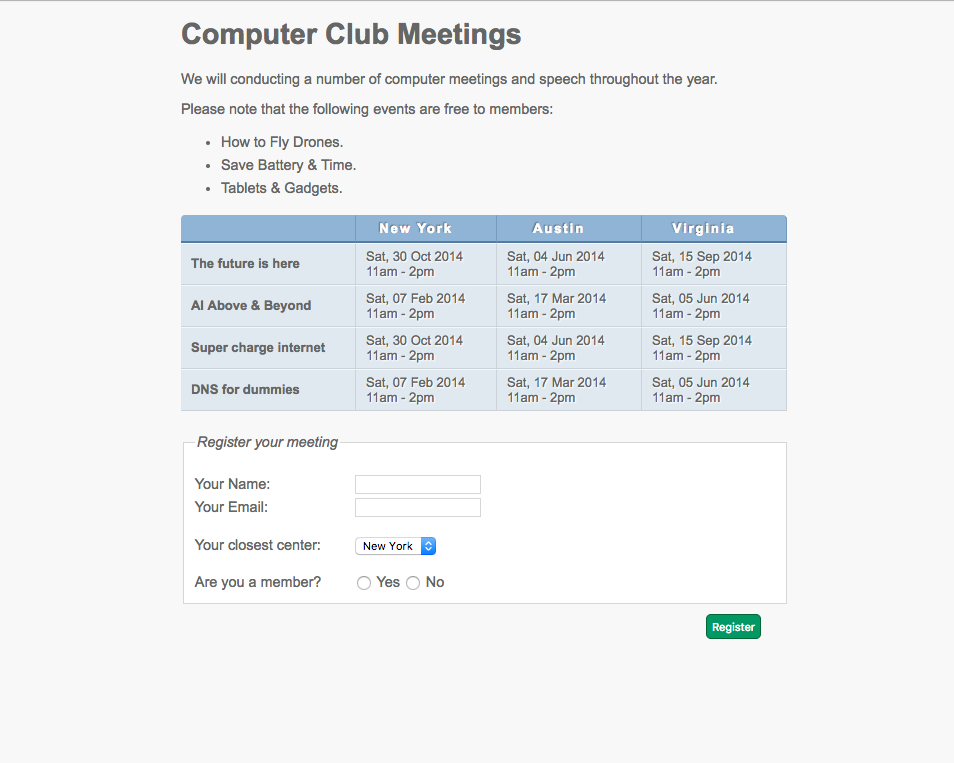 Computer Club Meetings
We will conducting a number of computer meetings and speech throughout the year.
Please note that the following events are free to members:
• How to Fly Drones.
• Save Battery & Time.
• Tablets & Gadgets.
New York Austin Virginia
The future is here Sat, 30 Oct 2014 11am - 2pm Sat, 04 Jun 2014 11am - 2pm Sat, 15 Sep 2014 11am - 2pm
AI Above & Beyond Sat, 07 Feb 2014 11am - 2pm Sat, 17 Mar 2014 11am - 2pm Sat, 05 Jun 2014 11am - 2pm
Super charge internet Sat, 30 Oct 2014 11am - 2pm Sat, 04 Jun 2014 11am - 2pm Sat, 15 Sep 2014 11am - 2pm
DNS for dummies Sat, 07 Feb 2014 11am - 2pm Sat, 17 Mar 2014 11am - 2pm Sat, 05 Jun 2014 11am - 2pm
Register your meeting
Your Name:
Your Email:
Your closest center: New York
Are you a member? Yes No
Register